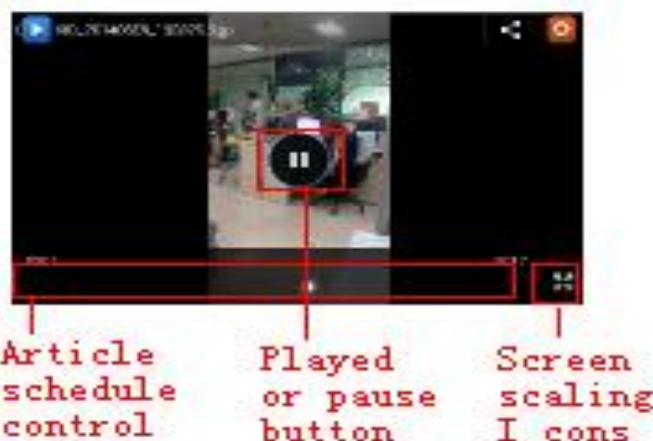 Article
schedule
control
Played
or pause
button
Screen
scaling
I cons